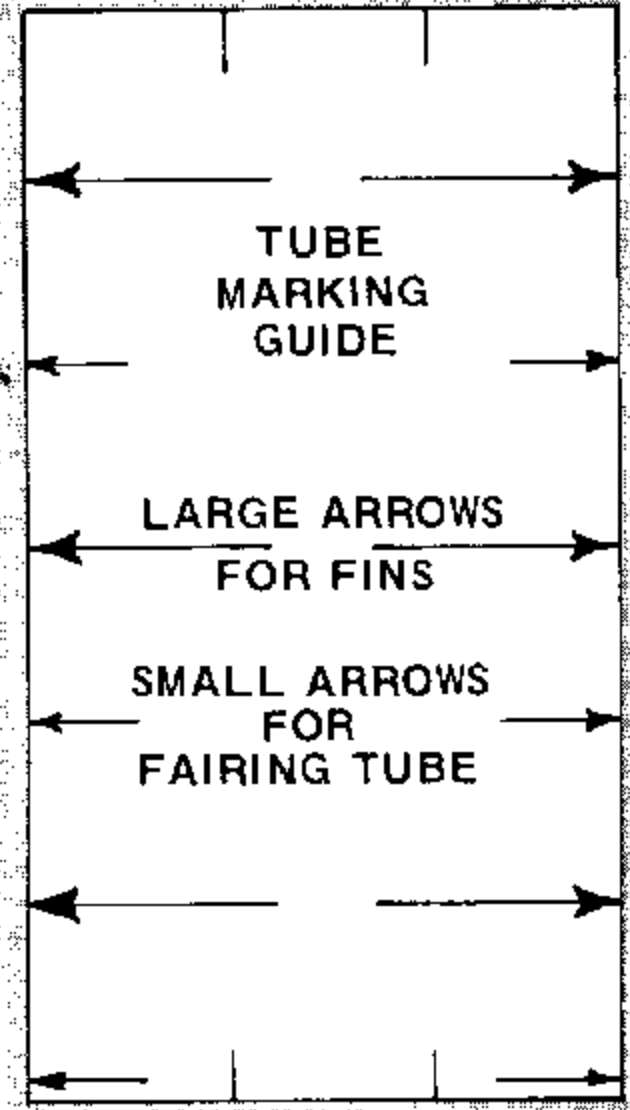 TUBE
MARKING
GUIDE
LARGE ARROWS
FOR FINS
SMALL ARROWS
FOR
FAIRING TUBE